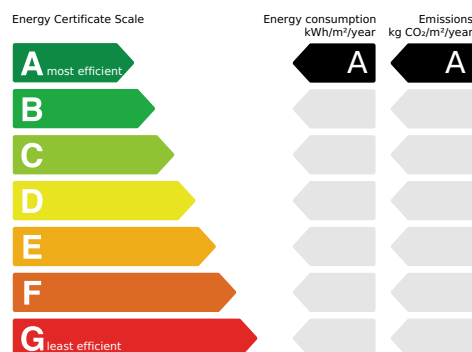 Energy Certificate Scale
Energy consumption
kWh/m²/year
Emissions
kg CO₂/m²/year
A most efficient
A
A
B
C
D
E
F
G least efficient